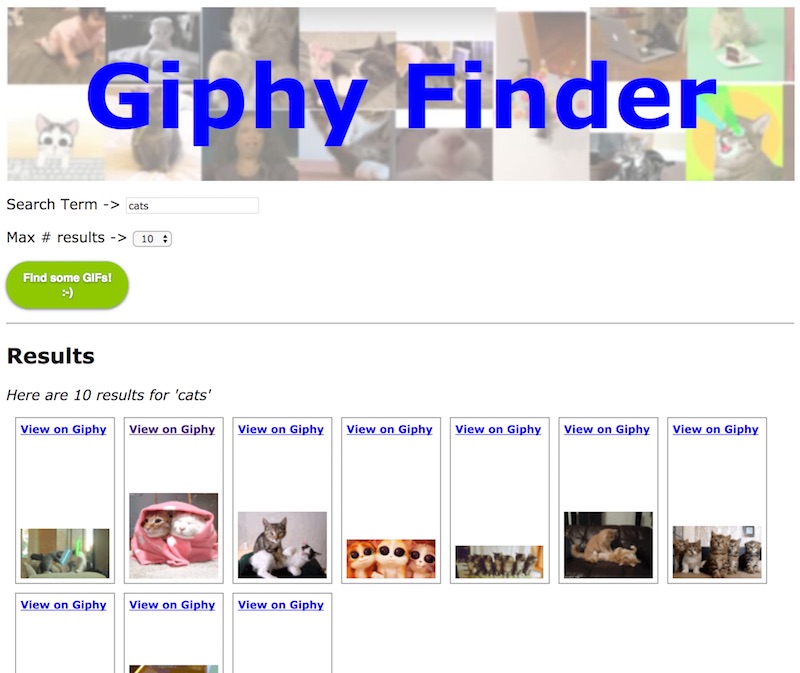 Giphy Finder
Search Term -> cats
Max # results -> 10
Find some GIFs!
:-)
Results
Here are 10 results for 'cats'
View on Giphy View on Giphy View on Giphy View on Giphy View on Giphy View on Giphy View on Giphy
View on Giphy View on Giphy View on Giphy